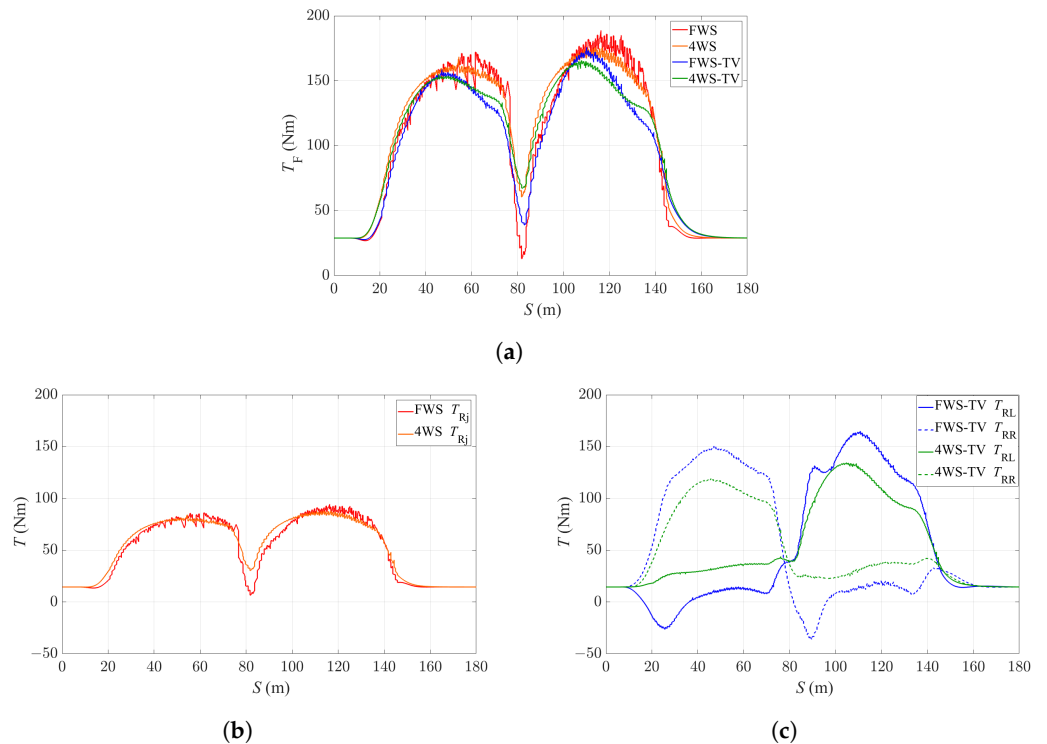 200
150
100
50
0
T_F (Nm)
FWS
4WS
FWS-TV
4WS-TV
0 20 40 60 80 100 120 140 160 180
S (m)
(a)
200
150
100
50
0
−50
T (Nm)
FWS T_Rj
4WS T_Rj
0 20 40 60 80 100 120 140 160 180
S (m)
(b)
200
150
100
50
0
−50
T (Nm)
FWS-TV T_RL
FWS-TV T_RR
4WS-TV T_RL
4WS-TV T_RR
0 20 40 60 80 100 120 140 160 180
S (m)
(c)